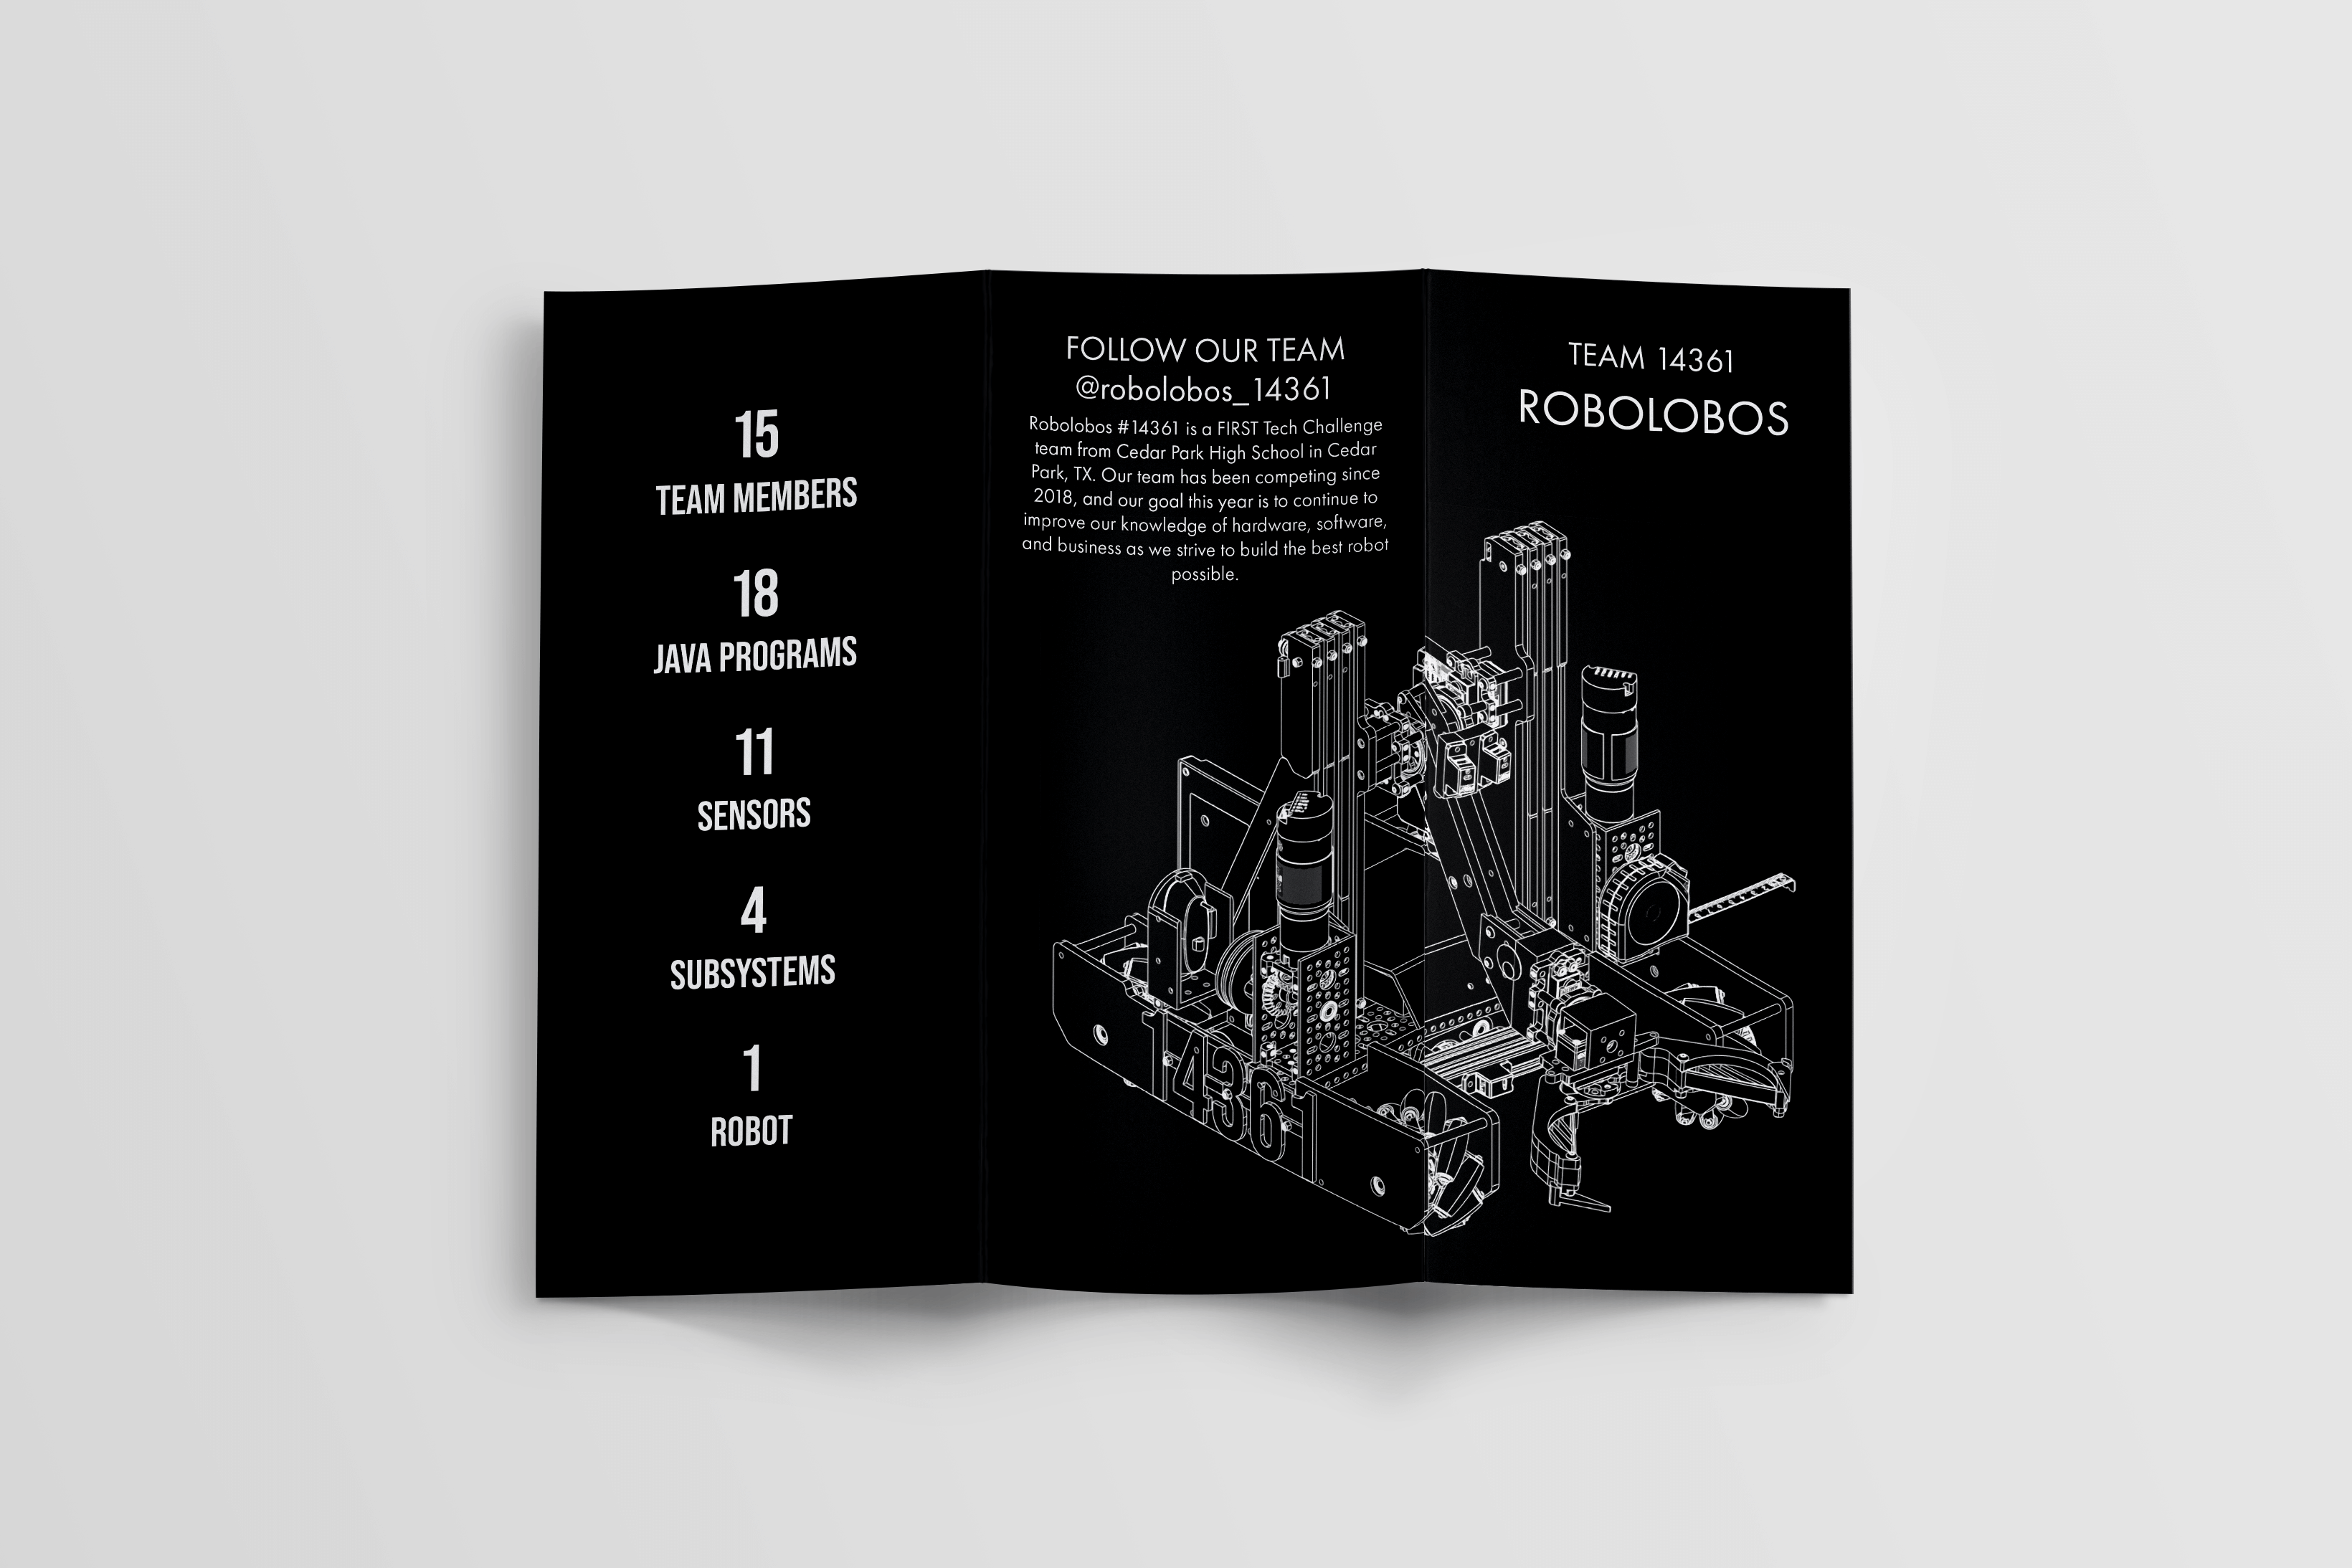 15
TEAM MEMBERS
18
JAVA PROGRAMS
11
SENSORS
4
SUBSYSTEMS
1
ROBOT
FOLLOW OUR TEAM
@robolobos_14361
Robolobos #14361 is a FIRST Tech Challenge
team from Cedar Park High School in Cedar
Park, TX. Our team has been competing since
2018, and our goal this year is to continue to
improve our knowledge of hardware, software,
and business as we strive to build the best robot
possible.
14361
TEAM 14361
ROBOLOBOS